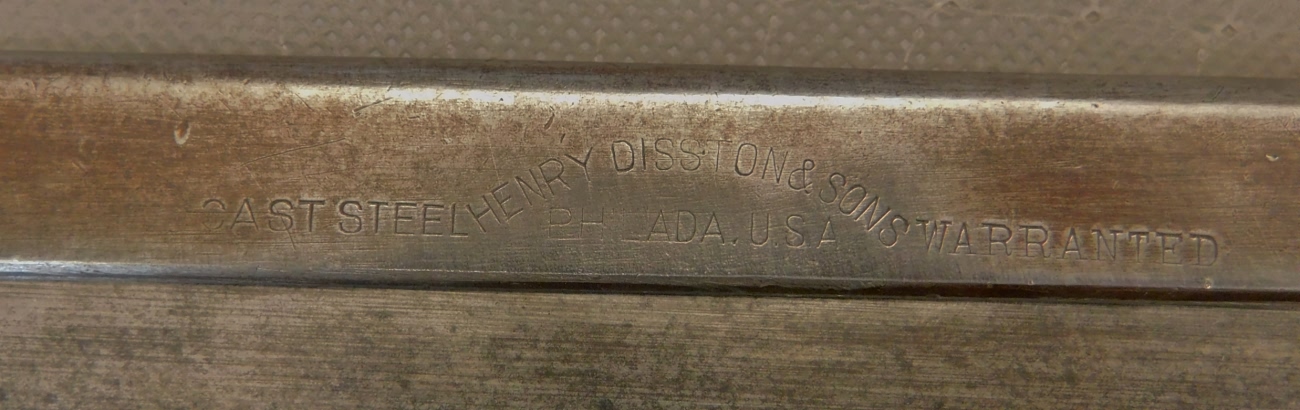 CAST STEEL HENRY DISSTON & SONS WARRANTED
PHILADA. U.S.A